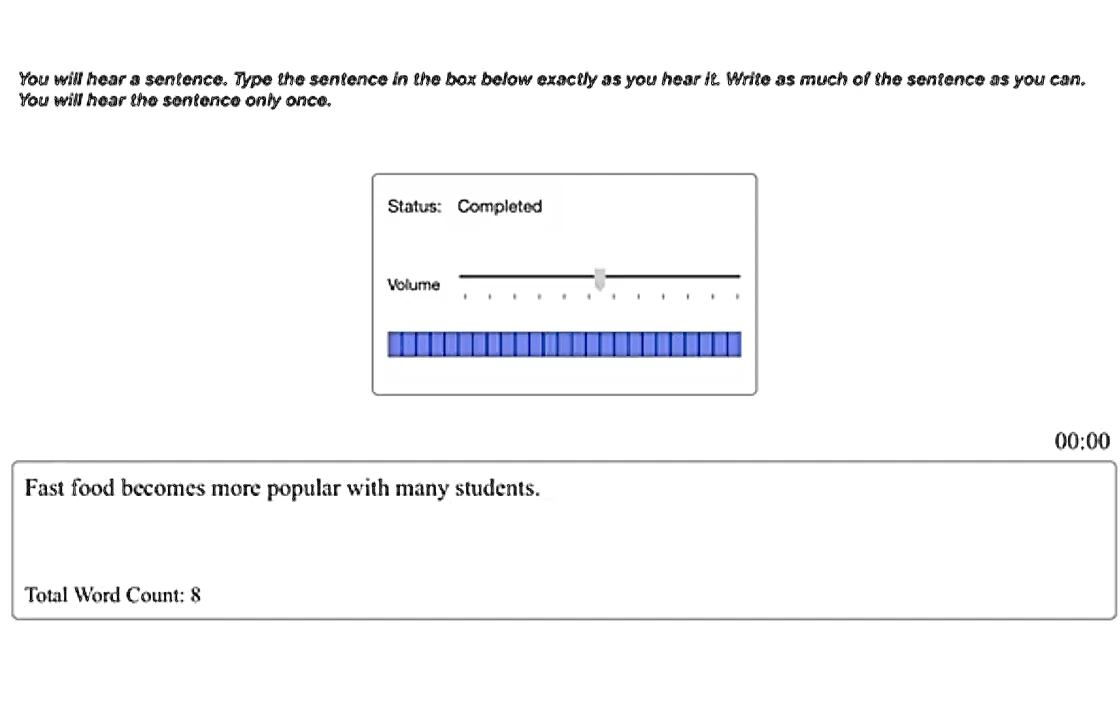 You will hear a sentence. Type the sentence in the box below exactly as you hear it. Write as much of the sentence as you can.
You will hear the sentence only once.
Status: Completed
Volume
00:00
Fast food becomes more popular with many students.
Total Word Count: 8